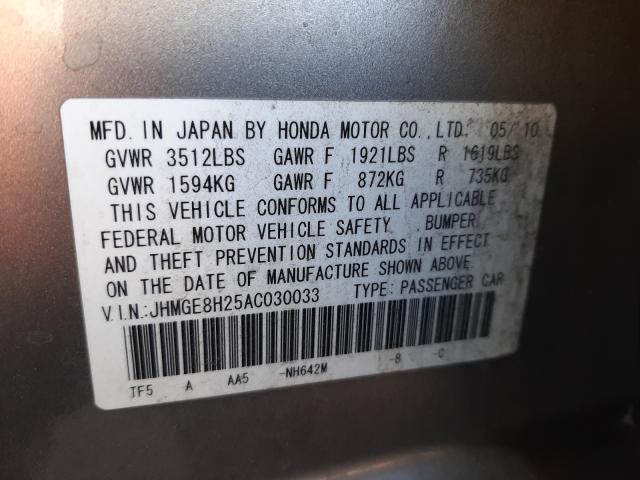 MFD. IN JAPAN BY HONDA MOTOR CO.,LTD. 05/10
GVWR 3512LBS GAWR F 1921LBS R 1619LBS
GVWR 1594KG GAWR F 872KG R 735KG
THIS VEHICLE CONFORMS TO ALL APPLICABLE
FEDERAL MOTOR VEHICLE SAFETY ,BUMPER
AND THEFT PREVENTION STANDARDS IN EFFECT
ON THE DATE OF MANUFACTURE SHOWN ABOVE.
V.I.N.:JHMGE8H25AC030033 TYPE: PASSENGER CAR
TF5 A AA5 -NH642M -B -C